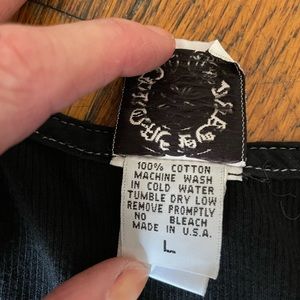 100% COTTON
MACHINE WASH
IN COLD WATER
TUMBLE DRY LOW
REMOVE PROMPTLY
NO BLEACH
MADE IN U.S.A.
L